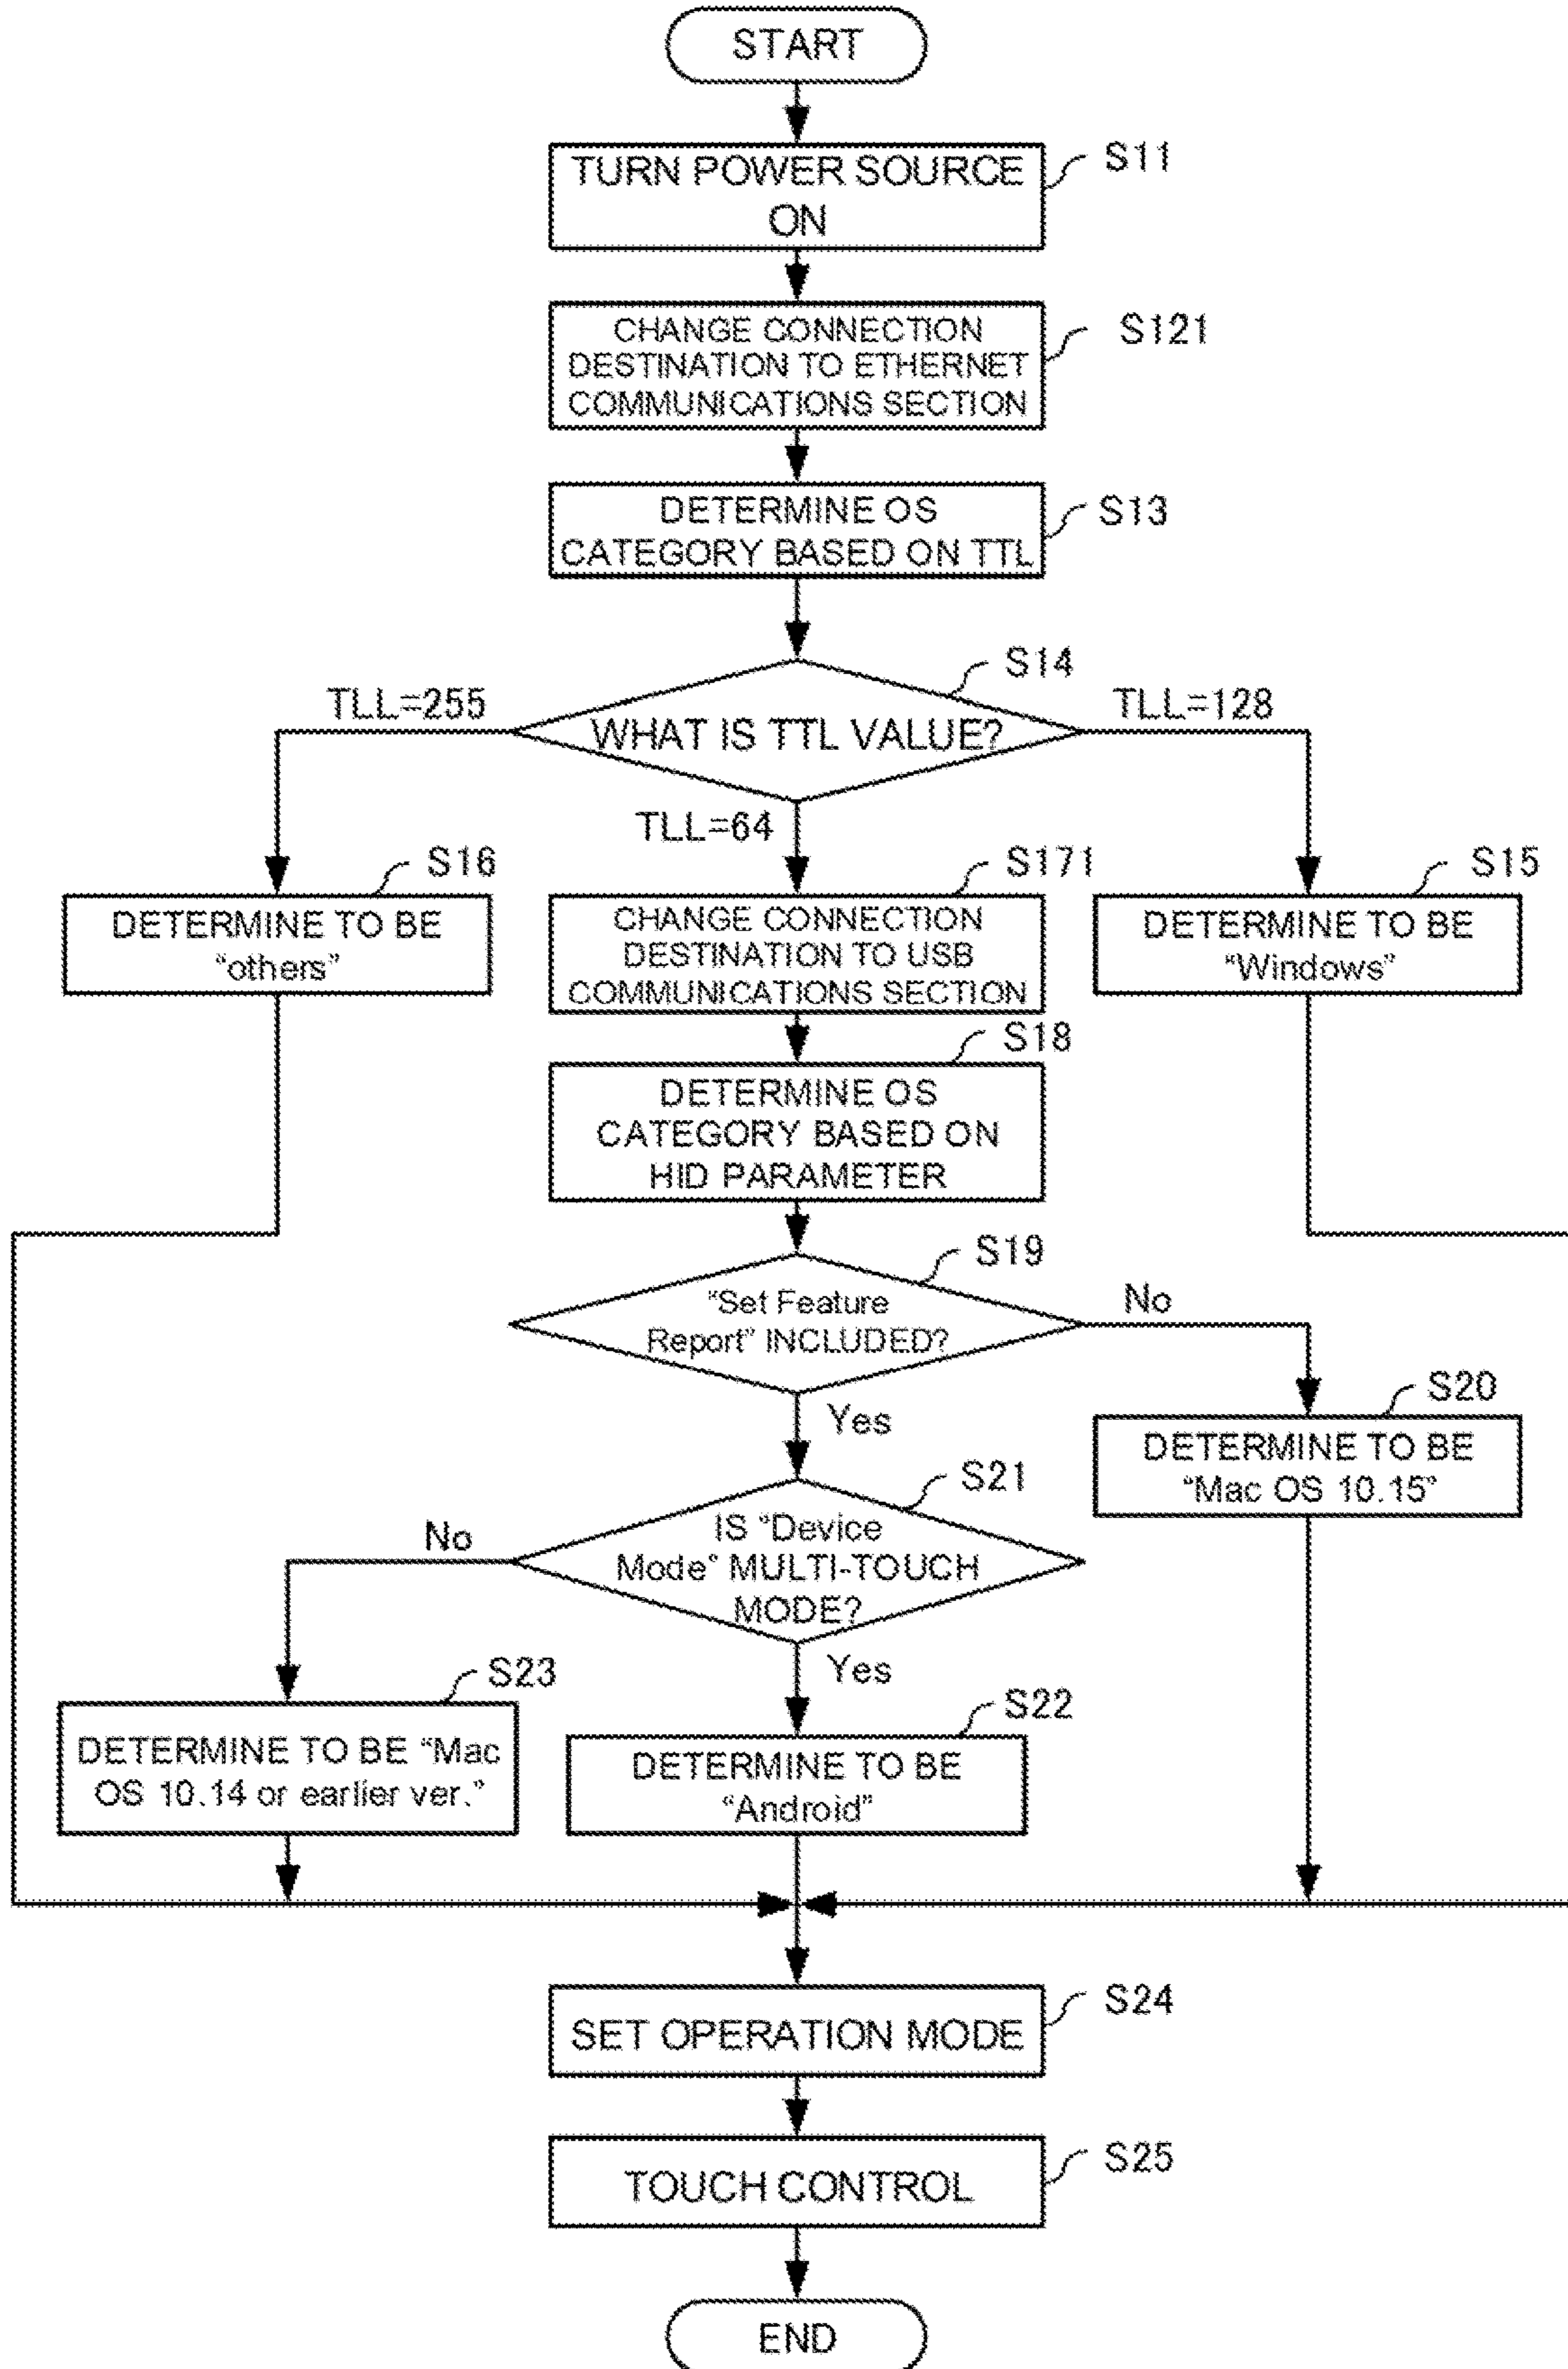 START
S11
TURN POWER SOURCE
ON
S121
CHANGE CONNECTION
DESTINATION TO ETHERNET
COMMUNICATIONS SECTION
S13
DETERMINE OS
CATEGORY BASED ON TTL
S14
TLL=255
TLL=128
WHAT IS TTL VALUE?
TLL=64
S16
DETERMINE TO BE
“others”
S171
CHANGE CONNECTION
DESTINATION TO USB
COMMUNICATIONS SECTION
S15
DETERMINE TO BE
“Windows”
S18
DETERMINE OS
CATEGORY BASED ON
HID PARAMETER
S19
“Set Feature
Report” INCLUDED?
No
Yes
S20
DETERMINE TO BE
“Mac OS 10.15”
S21
IS “Device
Mode” MULTI-TOUCH
MODE?
No
Yes
S23
DETERMINE TO BE “Mac
OS 10.14 or earlier ver.”
S22
DETERMINE TO BE
“Android”
S24
SET OPERATION MODE
S25
TOUCH CONTROL
END